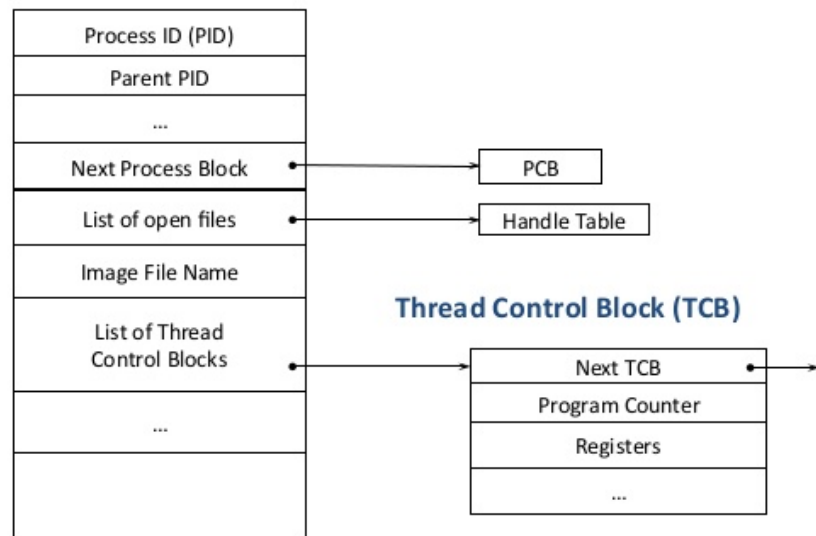 Process ID (PID)
Parent PID
...
Next Process Block
List of open files
Image File Name
List of Thread
Control Blocks
...
PCB
Handle Table
Thread Control Block (TCB)
Next TCB
Program Counter
Registers
...